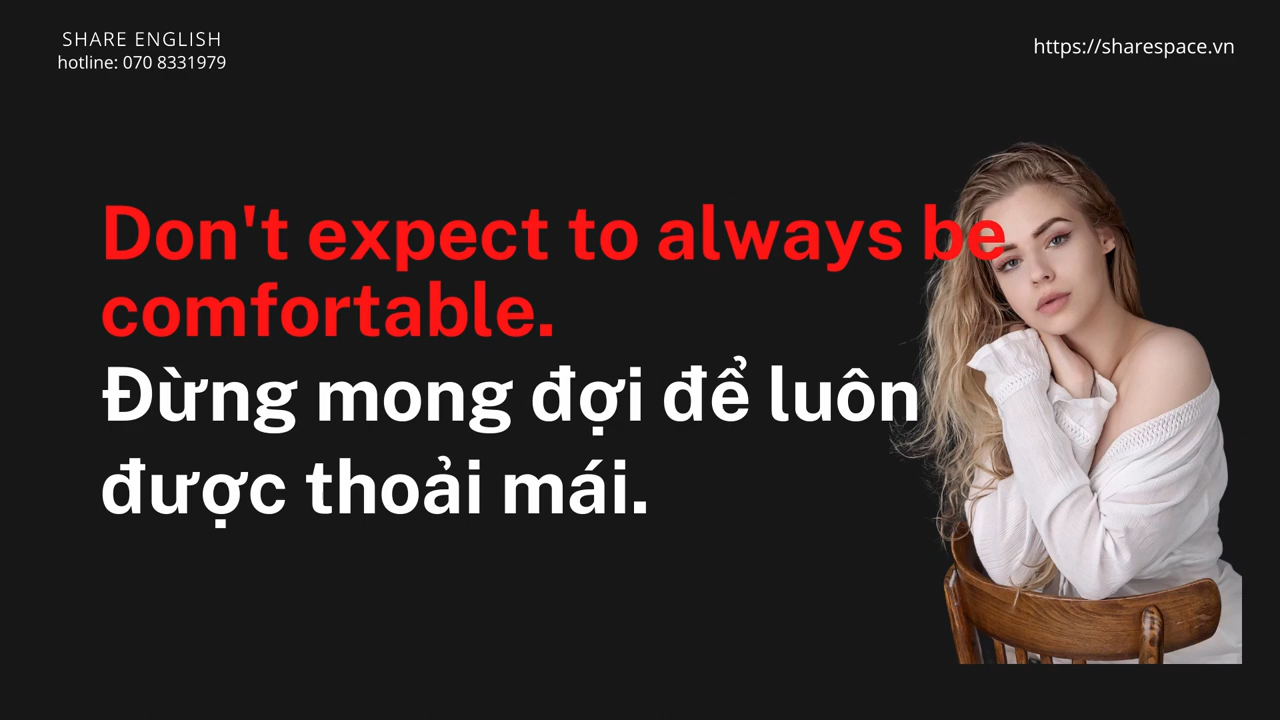 SHARE ENGLISH
hotline: 070 8331979
https://sharespace.vn
Don't expect to always be
comfortable.
Đừng mong đợi để luôn
được thoải mái.